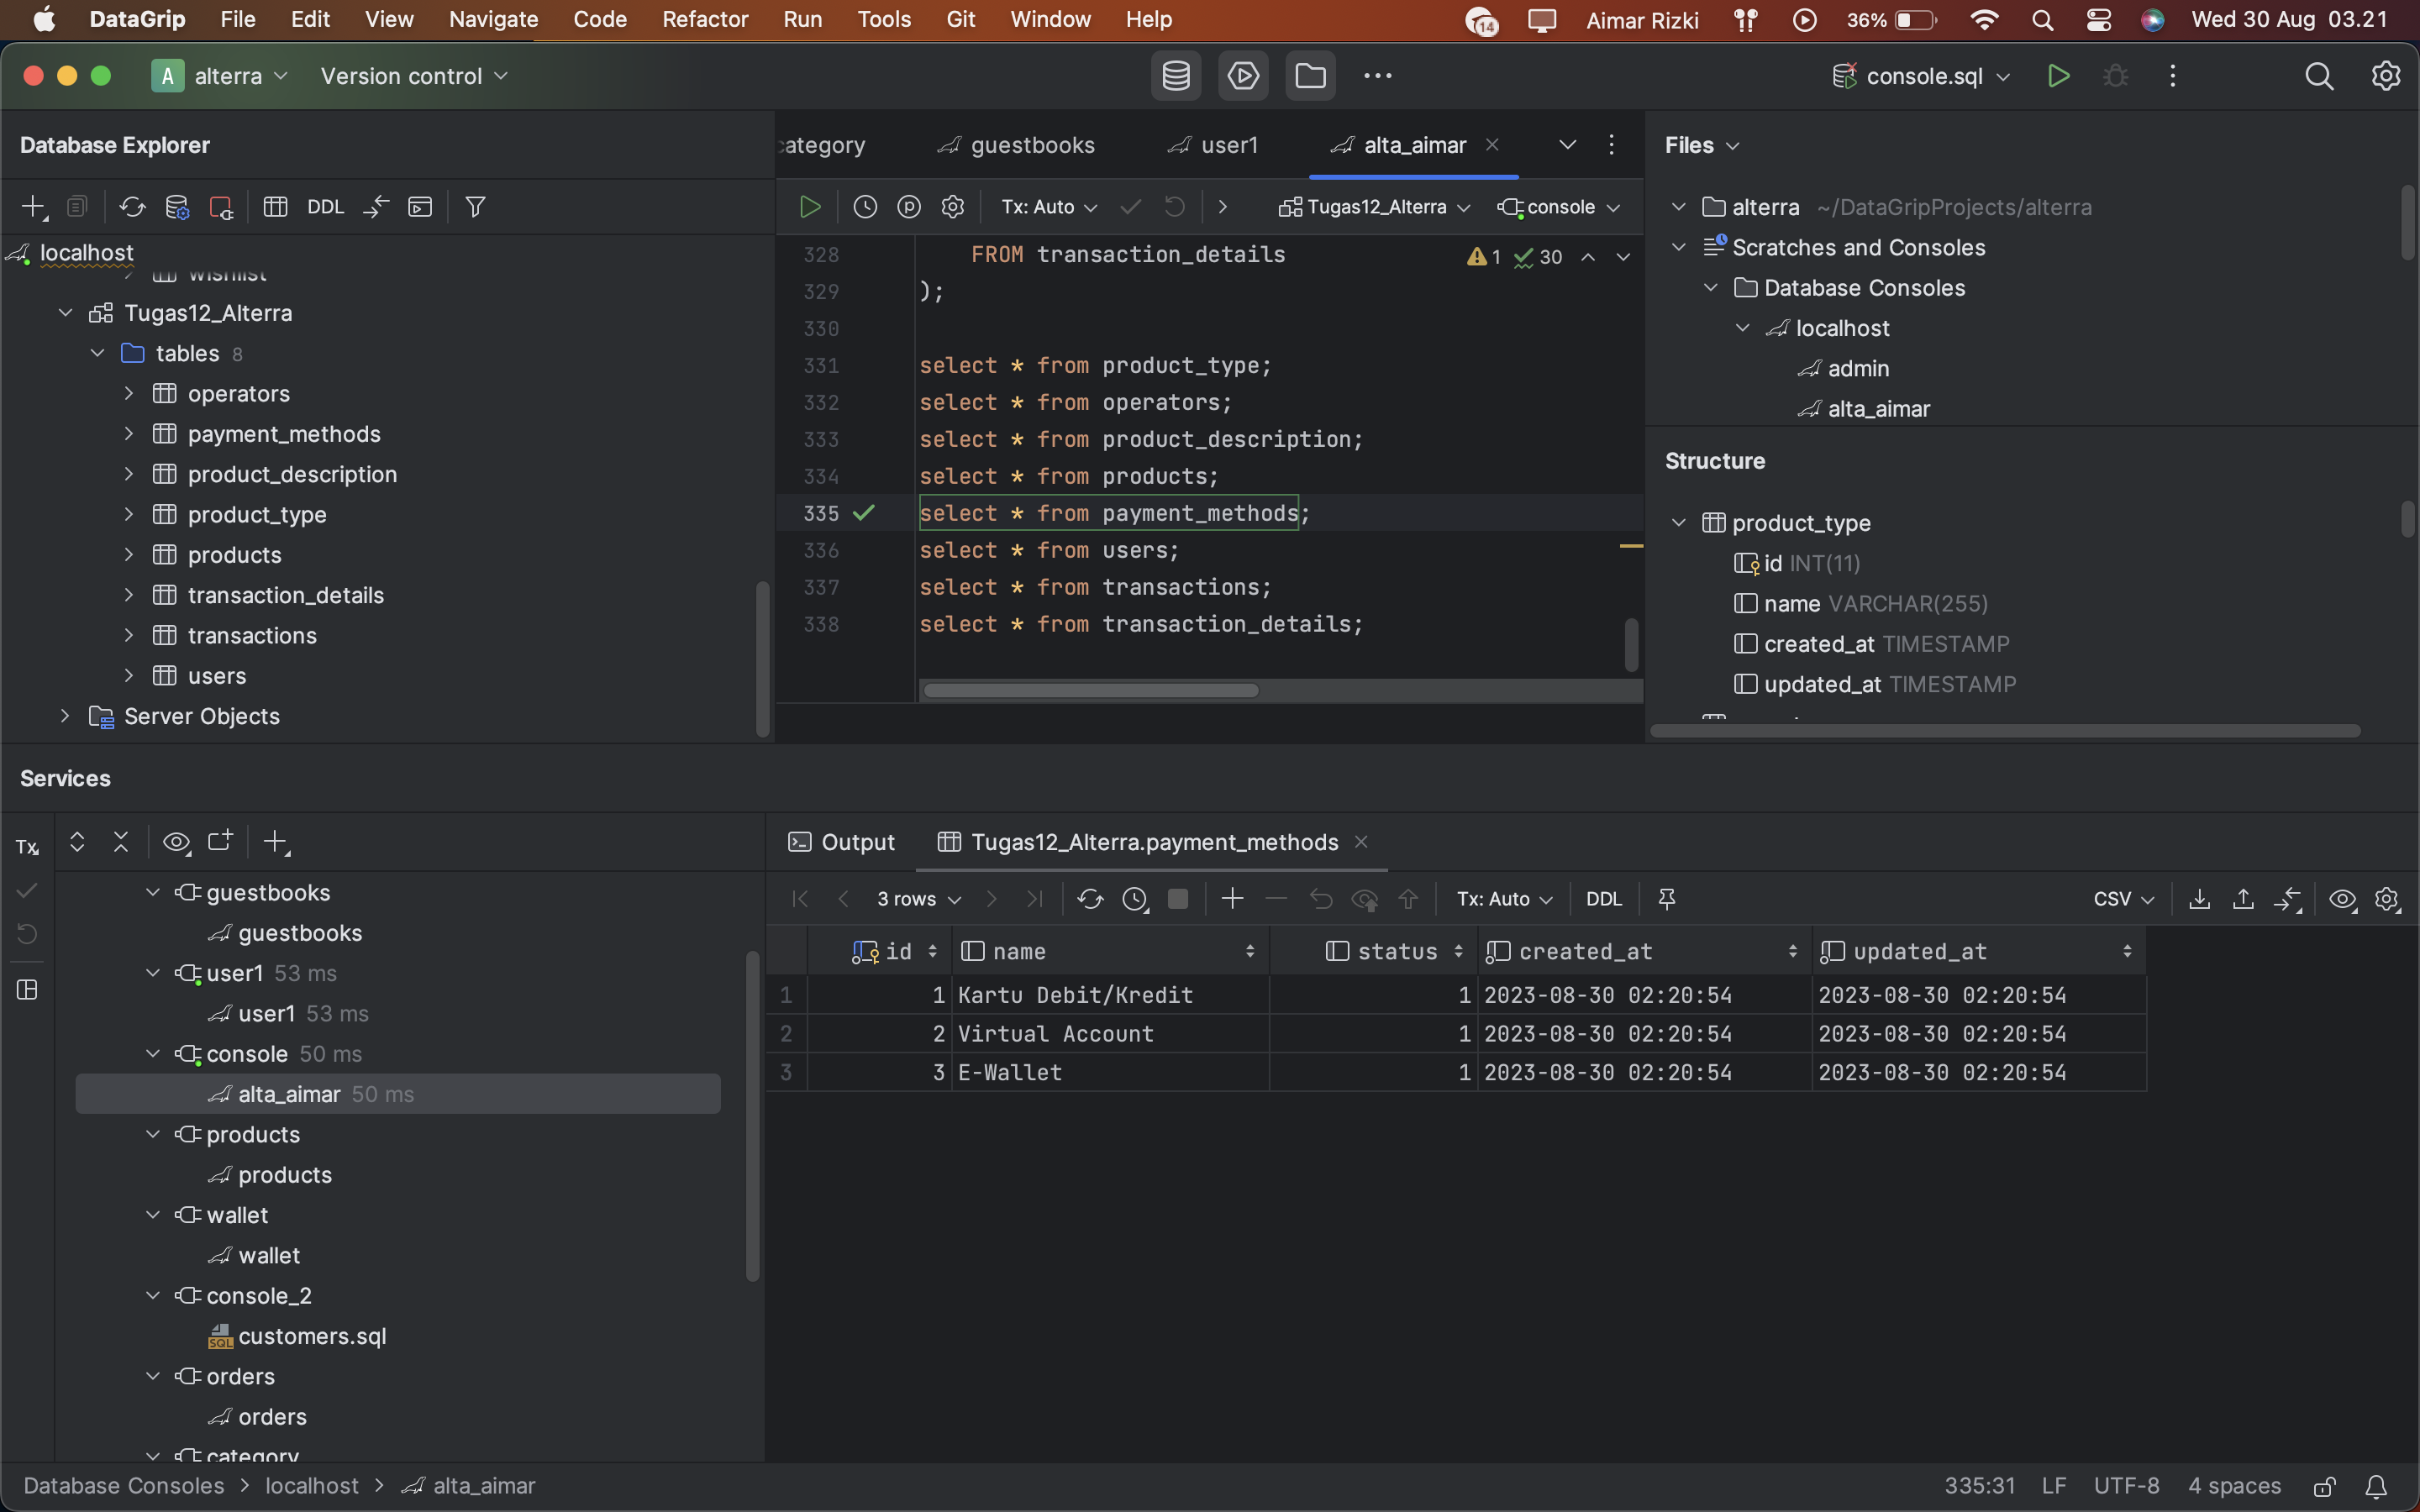 DataGrip File Edit View Navigate Code Refactor Run Tools Git Window Help 14 Aimar Rizki 36% Wed 30 Aug 03.21
A alterra Version control console.sql
Database Explorer
DDL
localhost
wishlist
Tugas12_Alterra
tables 8
operators
payment_methods
product_description
product_type
products
transaction_details
transactions
users
Server Objects
category guestbooks user1 alta_aimar
Tx: Auto Tugas12_Alterra console
1 30
328 FROM transaction_details
329 );
330
331 select * from product_type;
332 select * from operators;
333 select * from product_description;
334 select * from products;
335 select * from payment_methods;
336 select * from users;
337 select * from transactions;
338 select * from transaction_details;
Files
alterra ~/DataGripProjects/alterra
Scratches and Consoles
Database Consoles
localhost
admin
alta_aimar
Structure
product_type
id INT(11)
name VARCHAR(255)
created_at TIMESTAMP
updated_at TIMESTAMP
Services
Tx
guestbooks
guestbooks
user1 53 ms
user1 53 ms
console 50 ms
alta_aimar 50 ms
products
products
wallet
wallet
console_2
SQL customers.sql
orders
orders
category
Output Tugas12_Alterra.payment_methods
3 rows Tx: Auto DDL CSV
id name status created_at updated_at
1 1 Kartu Debit/Kredit 1 2023-08-30 02:20:54 2023-08-30 02:20:54
2 2 Virtual Account 1 2023-08-30 02:20:54 2023-08-30 02:20:54
3 3 E-Wallet 1 2023-08-30 02:20:54 2023-08-30 02:20:54
Database Consoles > localhost > alta_aimar 335:31 LF UTF-8 4 spaces